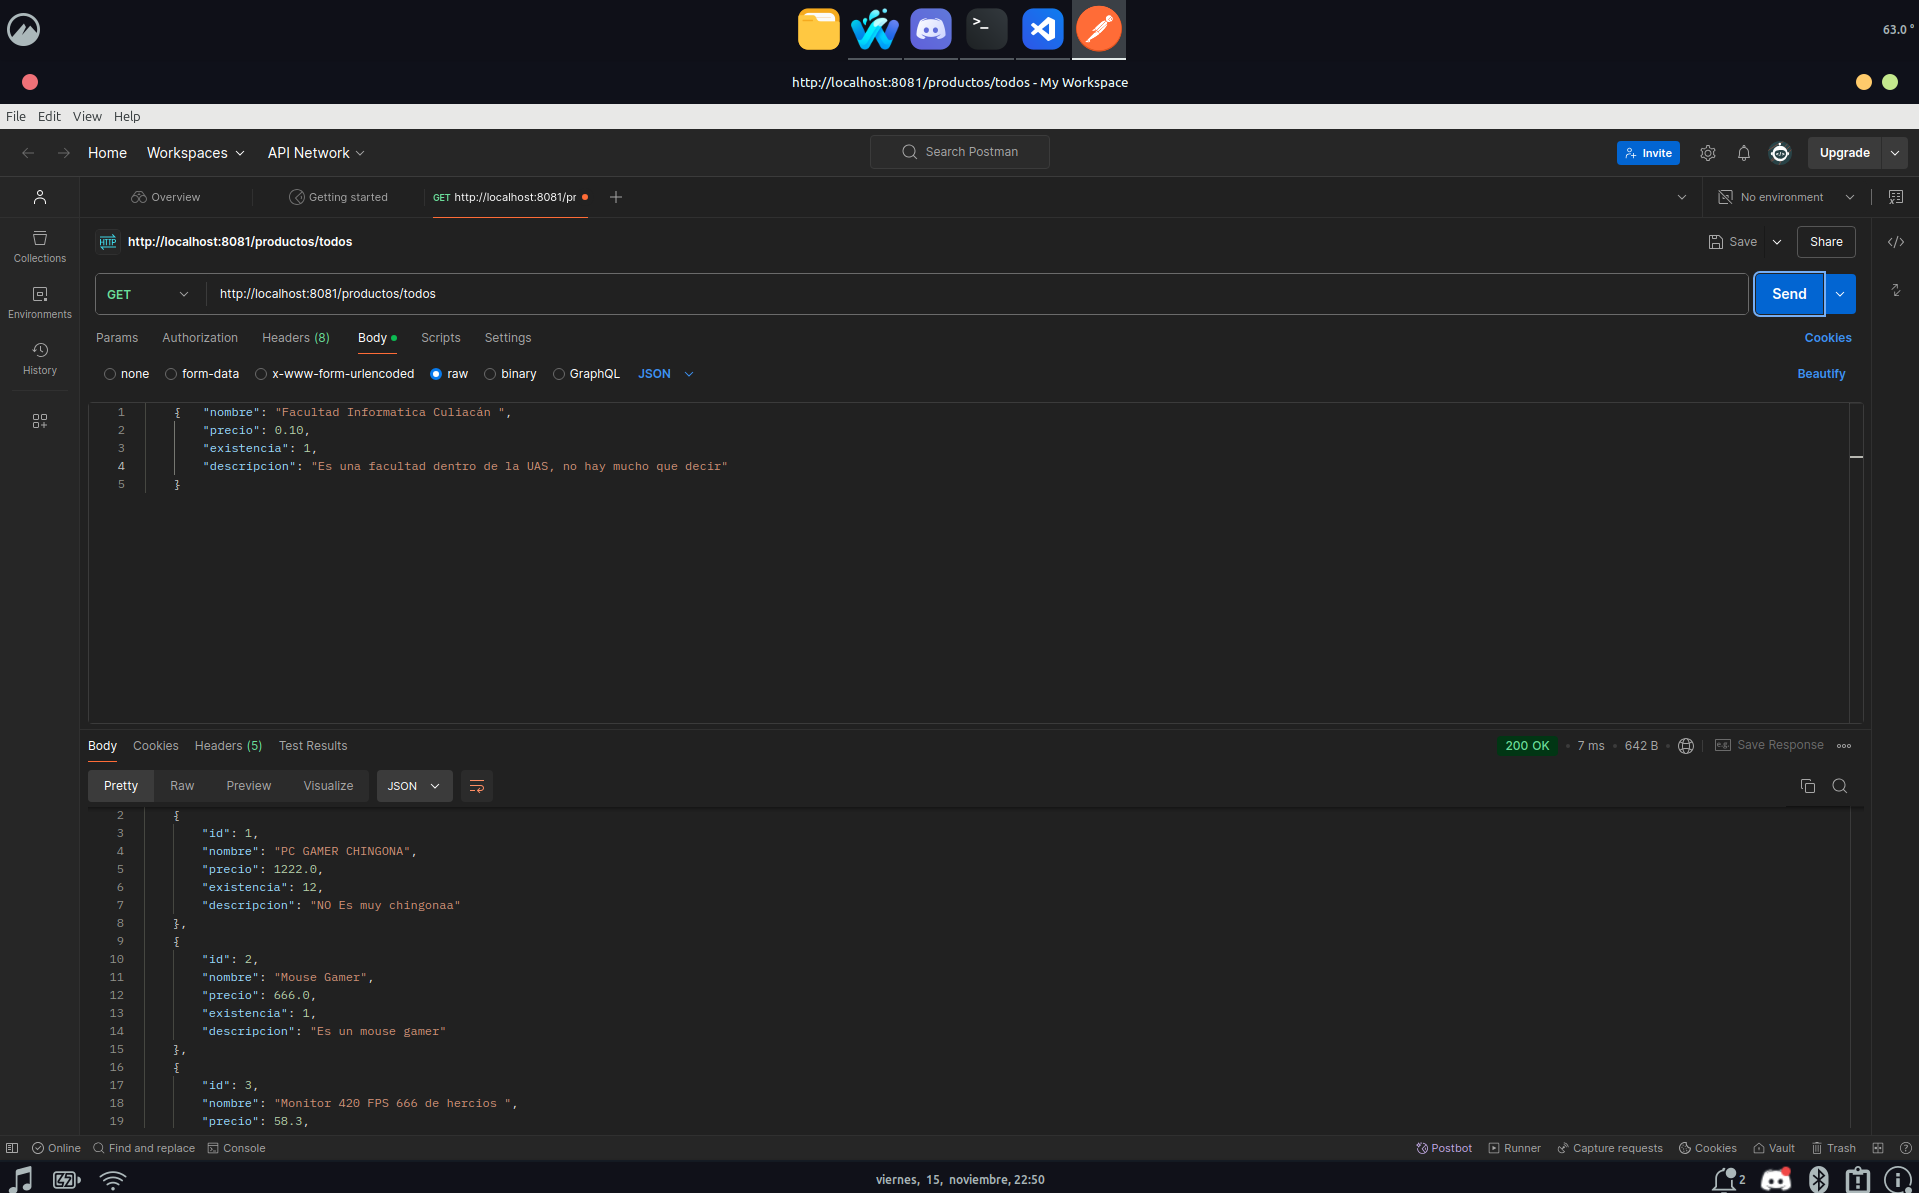 63.0 °
http://localhost:8081/productos/todos - My Workspace
File Edit View Help
Home Workspaces API Network
Search Postman
Invite
Upgrade
Overview
Getting started
GET http://localhost:8081/pr
No environment
HTTP http://localhost:8081/productos/todos
Save
Share
Collections
GET http://localhost:8081/productos/todos
Send
Environments
Params Authorization Headers (8) Body Scripts Settings
Cookies
History
none form-data x-www-form-urlencoded raw binary GraphQL JSON
Beautify
1 { "nombre": "Facultad Informatica Culiacán ",
2 "precio": 0.10,
3 "existencia": 1,
4 "descripcion": "Es una facultad dentro de la UAS, no hay mucho que decir"
5 }
Body Cookies Headers (5) Test Results
200 OK 7 ms 642 B
Save Response
Pretty Raw Preview Visualize JSON
2 {
3 "id": 1,
4 "nombre": "PC GAMER CHINGONA",
5 "precio": 1222.0,
6 "existencia": 12,
7 "descripcion": "NO Es muy chingonaa"
8 },
9 {
10 "id": 2,
11 "nombre": "Mouse Gamer",
12 "precio": 666.0,
13 "existencia": 1,
14 "descripcion": "Es un mouse gamer"
15 },
16 {
17 "id": 3,
18 "nombre": "Monitor 420 FPS 666 de hercios ",
19 "precio": 58.3,
Online Find and replace Console
Postbot Runner Capture requests Cookies Vault Trash
viernes, 15, noviembre, 22:50
2